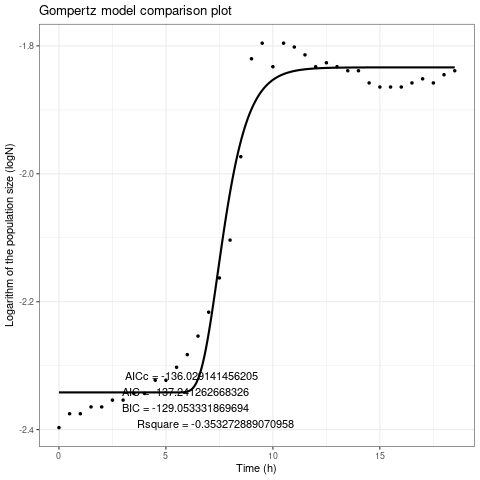 Gompertz model comparison plot
Logarithm of the population size (logN)
-1.8
-2.0
-2.2
-2.4
AICc = -136.029141456205
AIC = -137.241262668326
BIC = -129.053331869694
Rsquare = -0.353272889070958
0 5 10 15
Time (h)